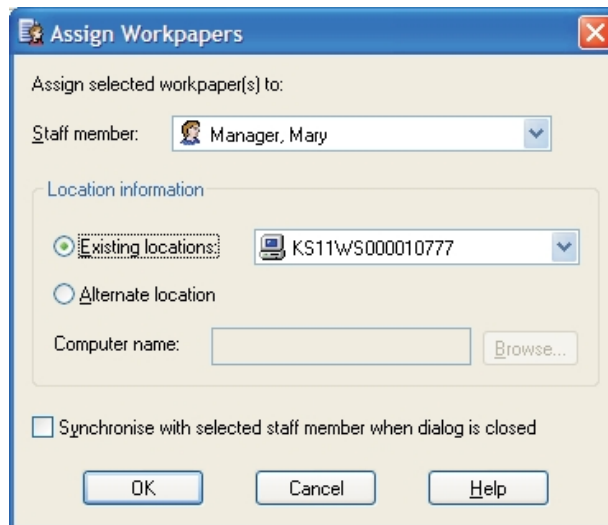 Assign Workpapers
Assign selected workpaper(s) to:
Staff member: Manager, Mary
Location information
Existing locations: KS11WS000010777
Alternate location
Computer name: Browse...
Synchronise with selected staff member when dialog is closed
OK Cancel Help